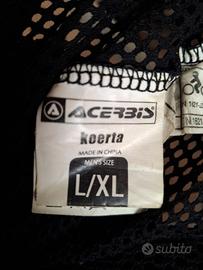 ACERBIS
Koerta
MADE IN CHINA
MEN'S SIZE
L/XL
subito